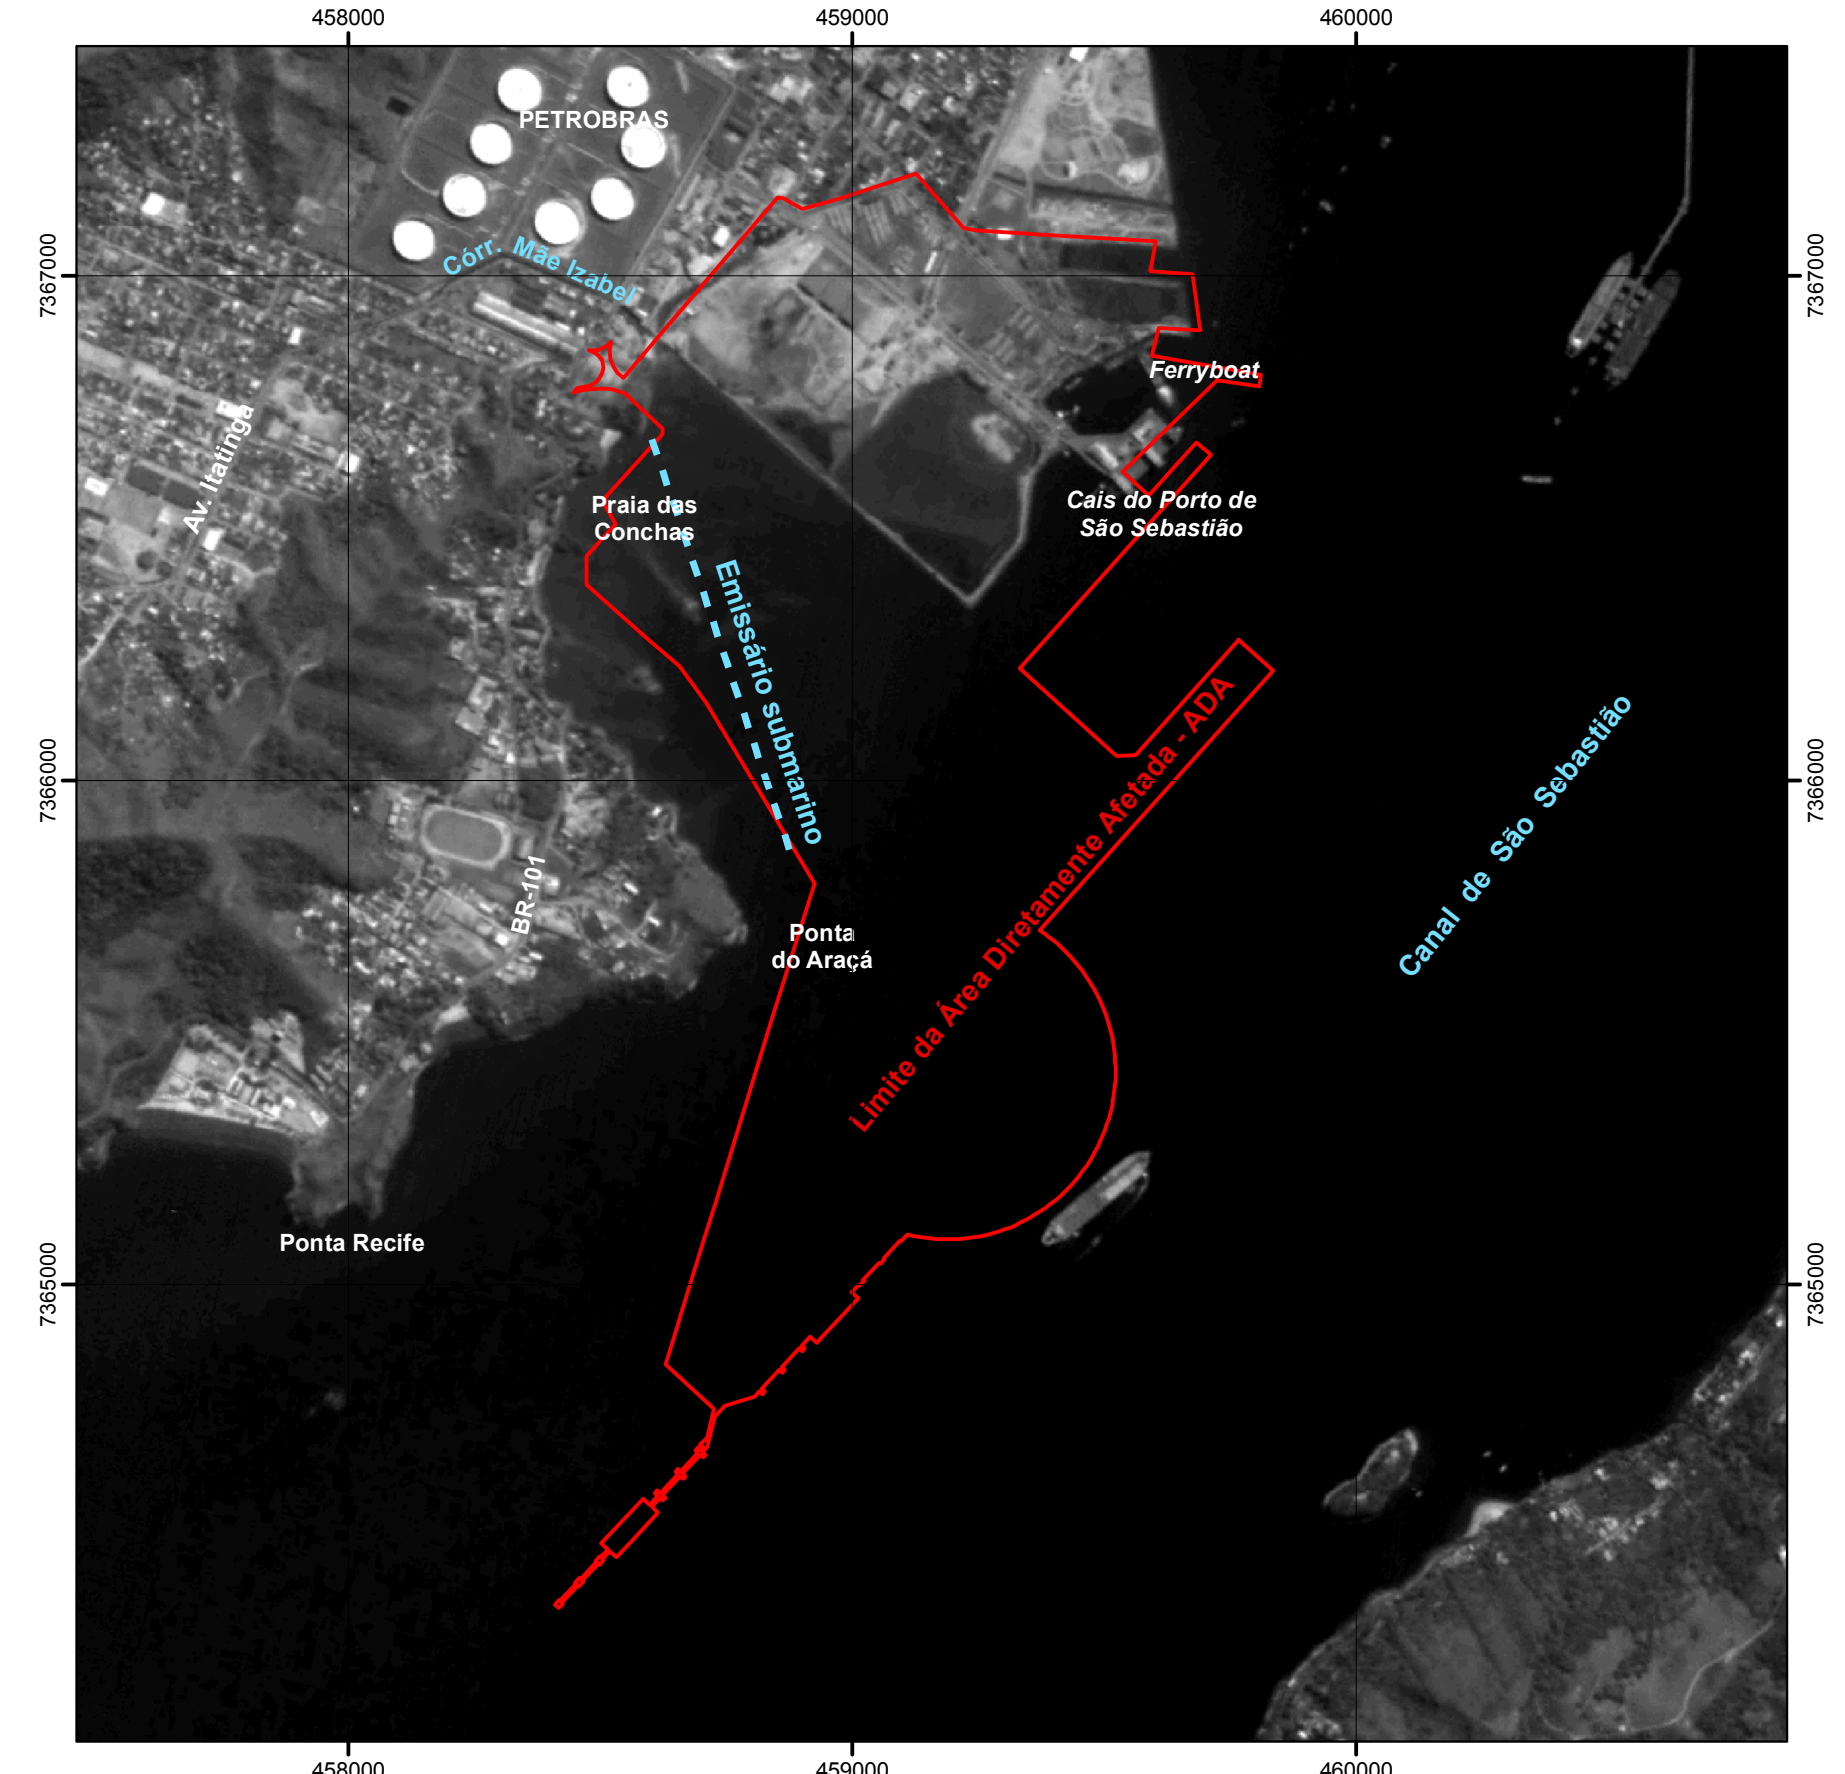 458000
459000
460000
PETROBRAS
Córr. Mãe Izabel
7367000
7367000
Ferryboat
Av. Itatinga
Praia das
Conchas
Cais do Porto de
São Sebastião
Emissário submarino
Limite da Área Diretamente Afetada - ADA
Canal de São Sebastião
7366000
7366000
BR-101
Ponta
do Araçá
Ponta Recife
7365000
7365000
458000
459000
460000